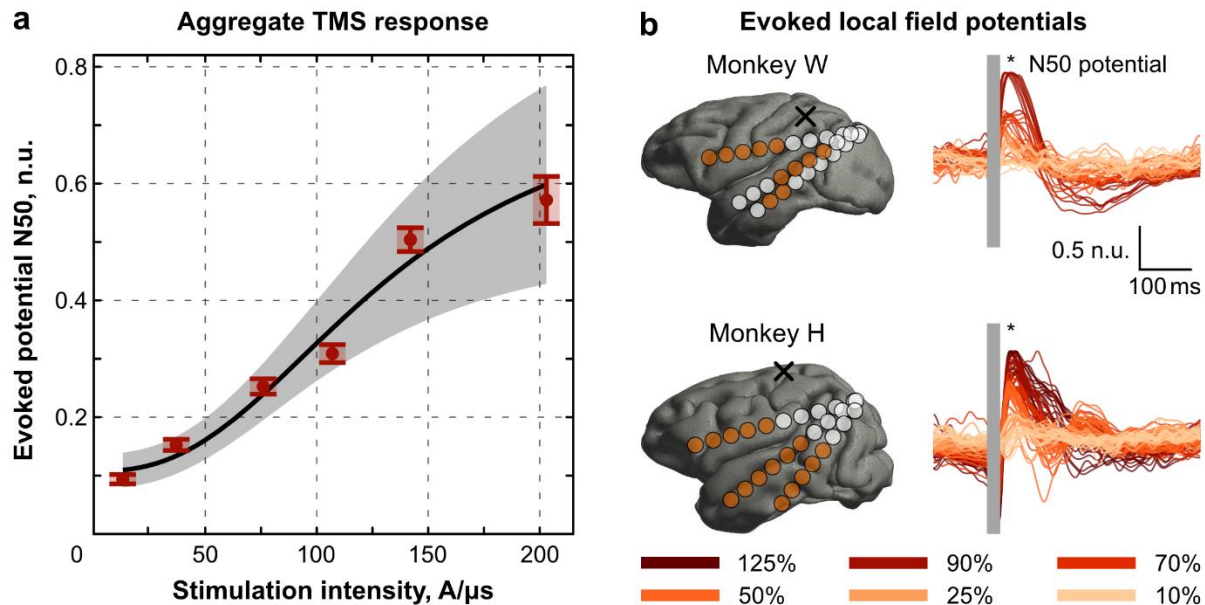 a
Aggregate TMS response
0.8
0.6
0.4
0.2
0
50
100
150
200
Evoked potential N50, n.u.
Stimulation intensity, A/µs
b
Evoked local field potentials
Monkey W
* N50 potential
0.5 n.u.
100 ms
Monkey H
*
125% 90% 70%
50% 25% 10%